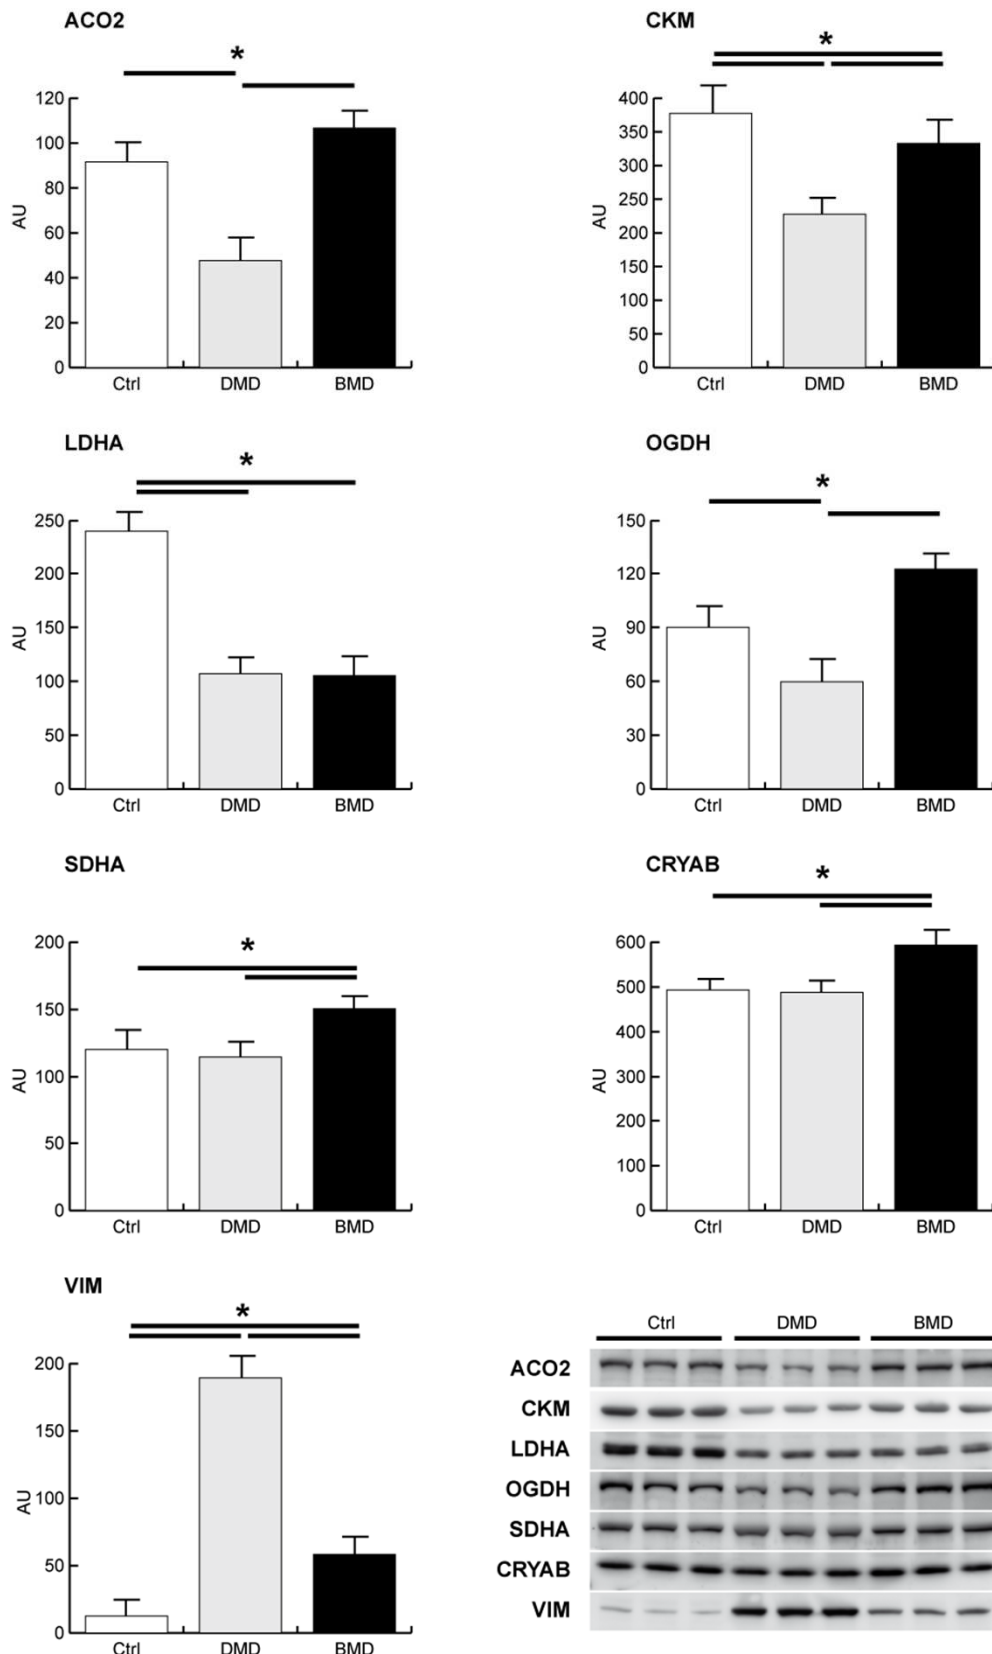 ACO2
*
120
100
80
60
40
20
0
AU
Ctrl DMD BMD
CKM
*
400
350
300
250
200
150
100
50
0
AU
Ctrl DMD BMD
LDHA
*
250
200
150
100
50
0
AU
Ctrl DMD BMD
OGDH
*
150
120
90
60
30
0
AU
Ctrl DMD BMD
SDHA
*
200
150
100
50
0
AU
Ctrl DMD BMD
CRYAB
*
600
500
400
300
200
100
0
AU
Ctrl DMD BMD
VIM
*
200
150
100
50
0
AU
Ctrl DMD BMD
Ctrl DMD BMD
ACO2
CKM
LDHA
OGDH
SDHA
CRYAB
VIM